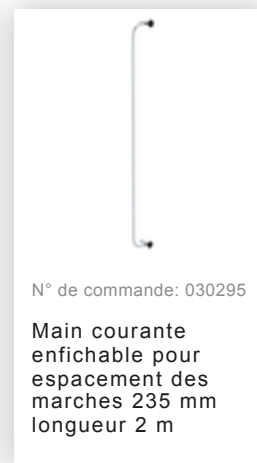 N° de commande: 030295
Main courante
enfichable pour
espacement des
marches 235 mm
longueur 2 m